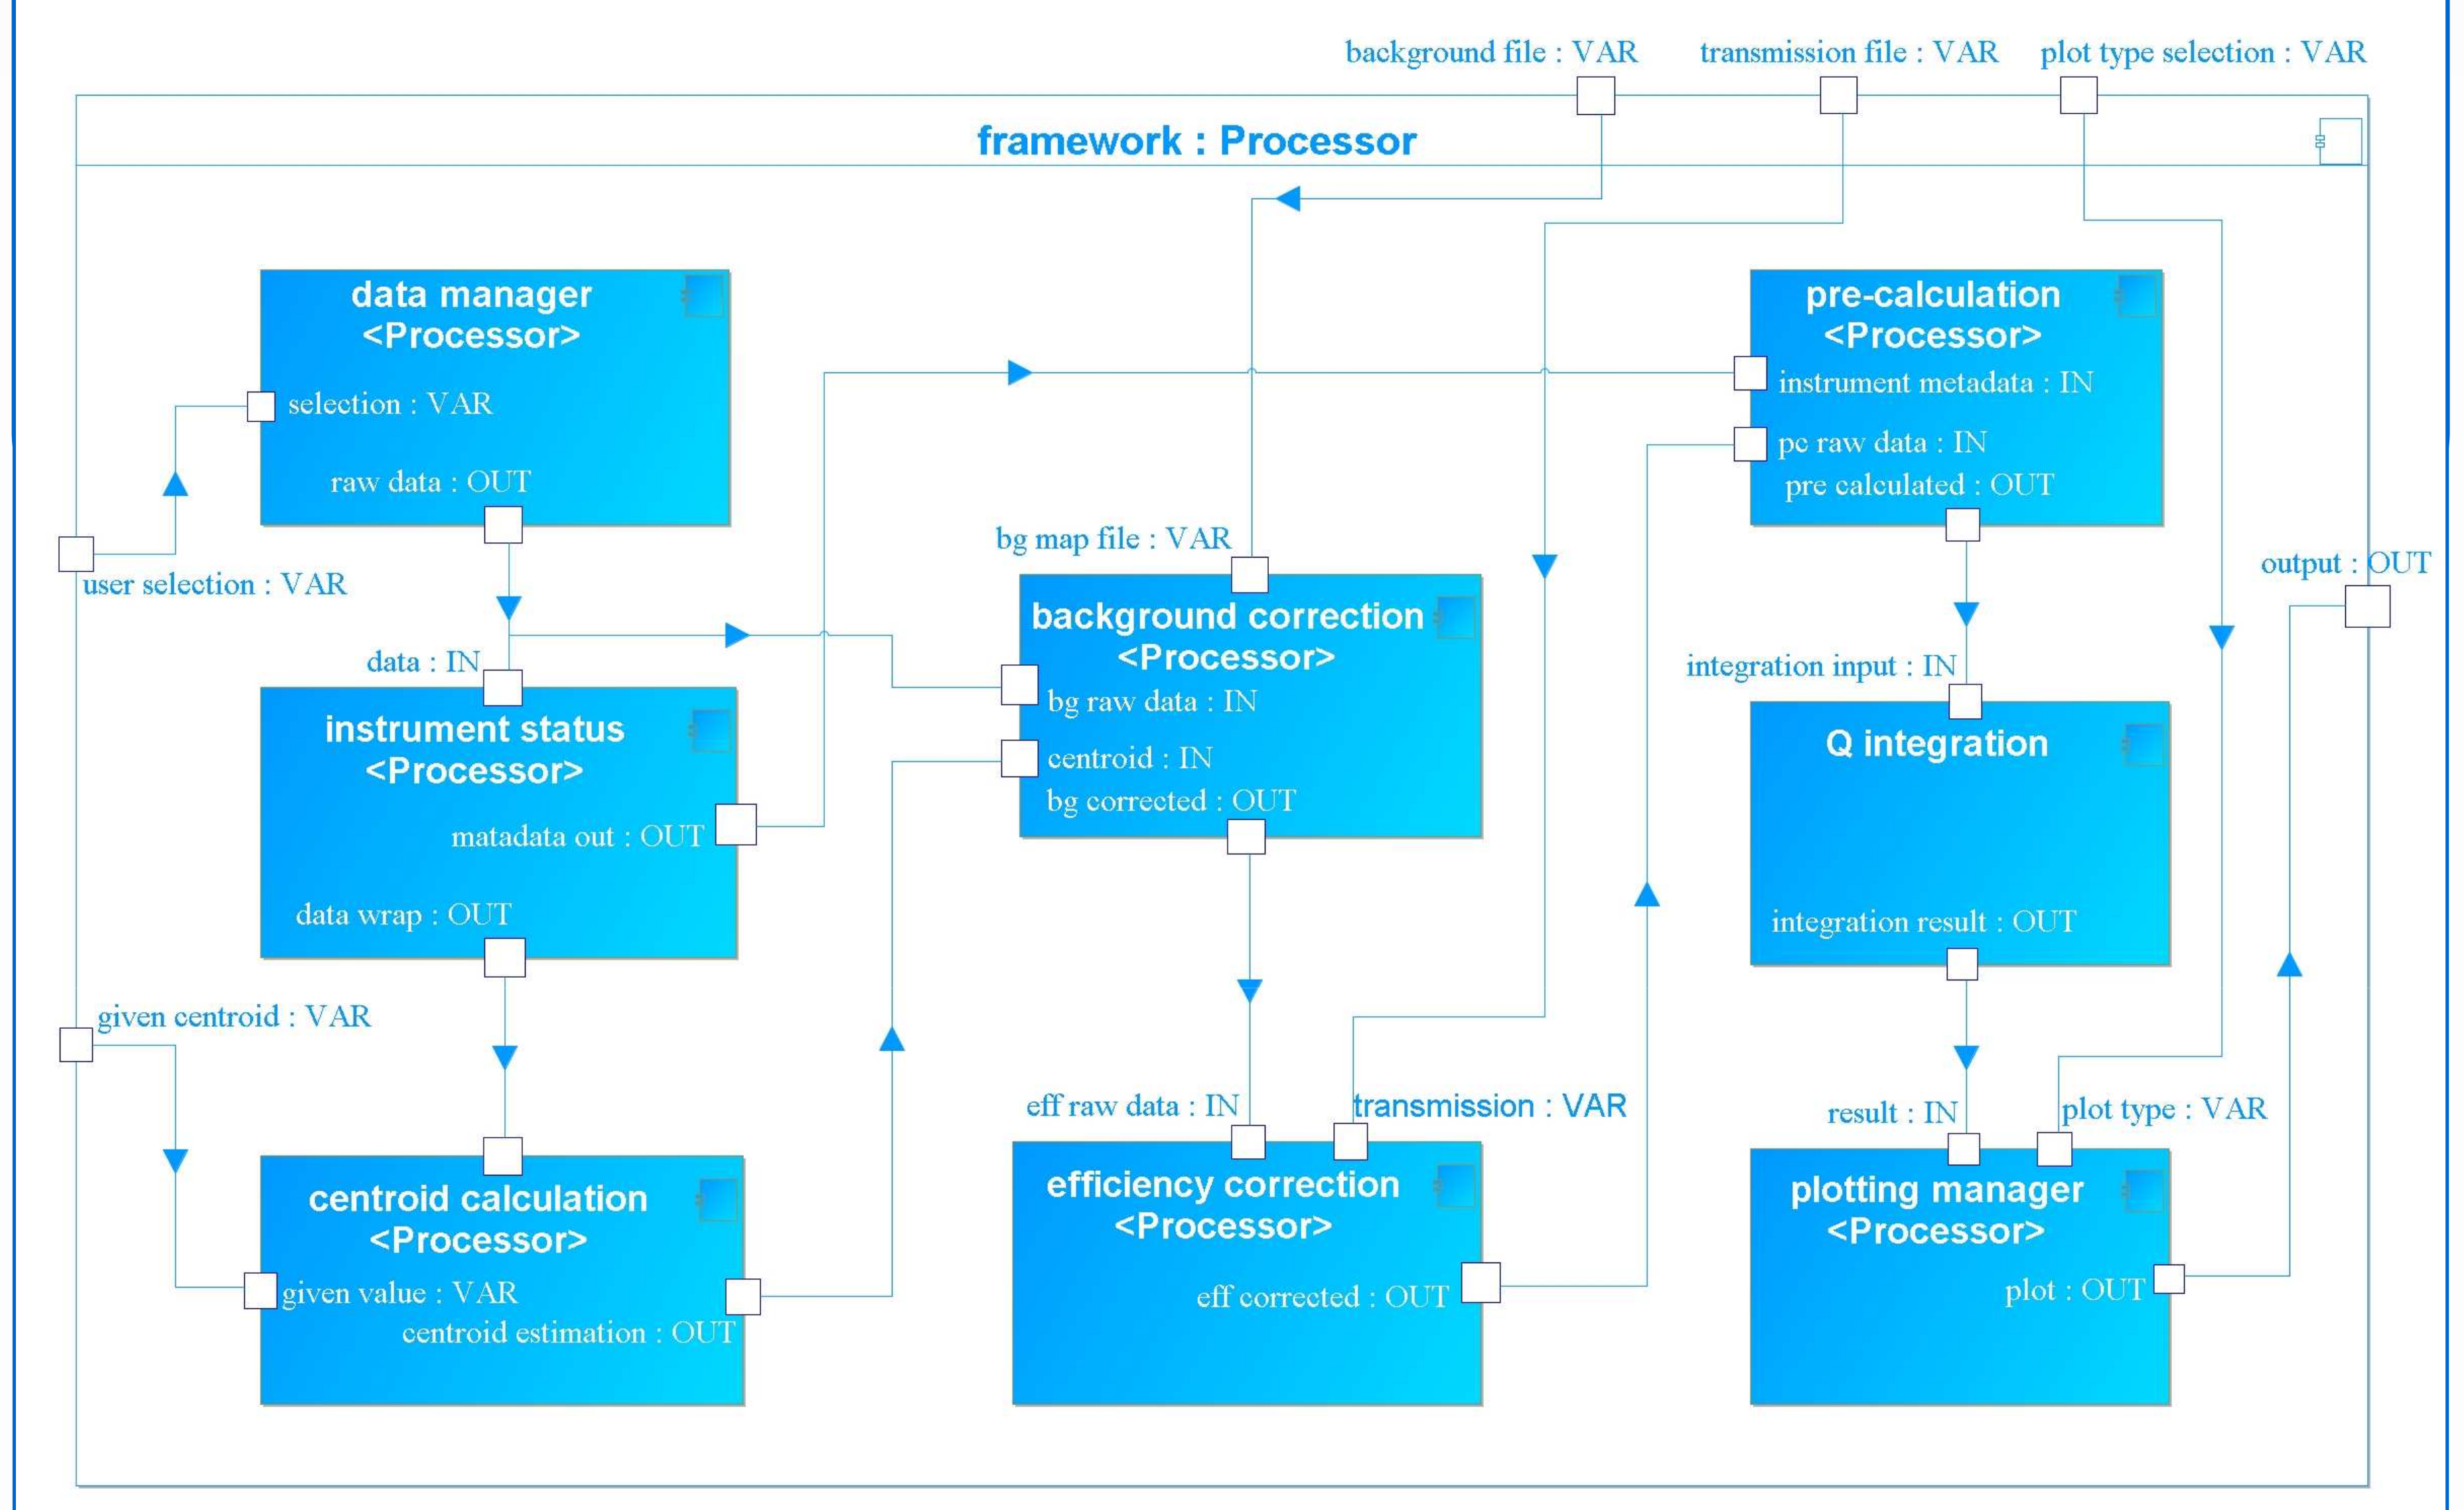 background file : VAR
transmission file : VAR
plot type selection : VAR
framework : Processor
data manager
<Processor>
selection : VAR
raw data : OUT
user selection : VAR
data : IN
instrument status
<Processor>
matadata out : OUT
data wrap : OUT
given centroid : VAR
centroid calculation
<Processor>
given value : VAR
centroid estimation : OUT
bg map file : VAR
background correction
<Processor>
bg raw data : IN
centroid : IN
bg corrected : OUT
eff raw data : IN
transmission : VAR
efficiency correction
<Processor>
eff corrected : OUT
pre-calculation
<Processor>
instrument metadata : IN
pc raw data : IN
pre calculated : OUT
output : OUT
integration input : IN
Q integration
integration result : OUT
result : IN
plot type : VAR
plotting manager
<Processor>
plot : OUT